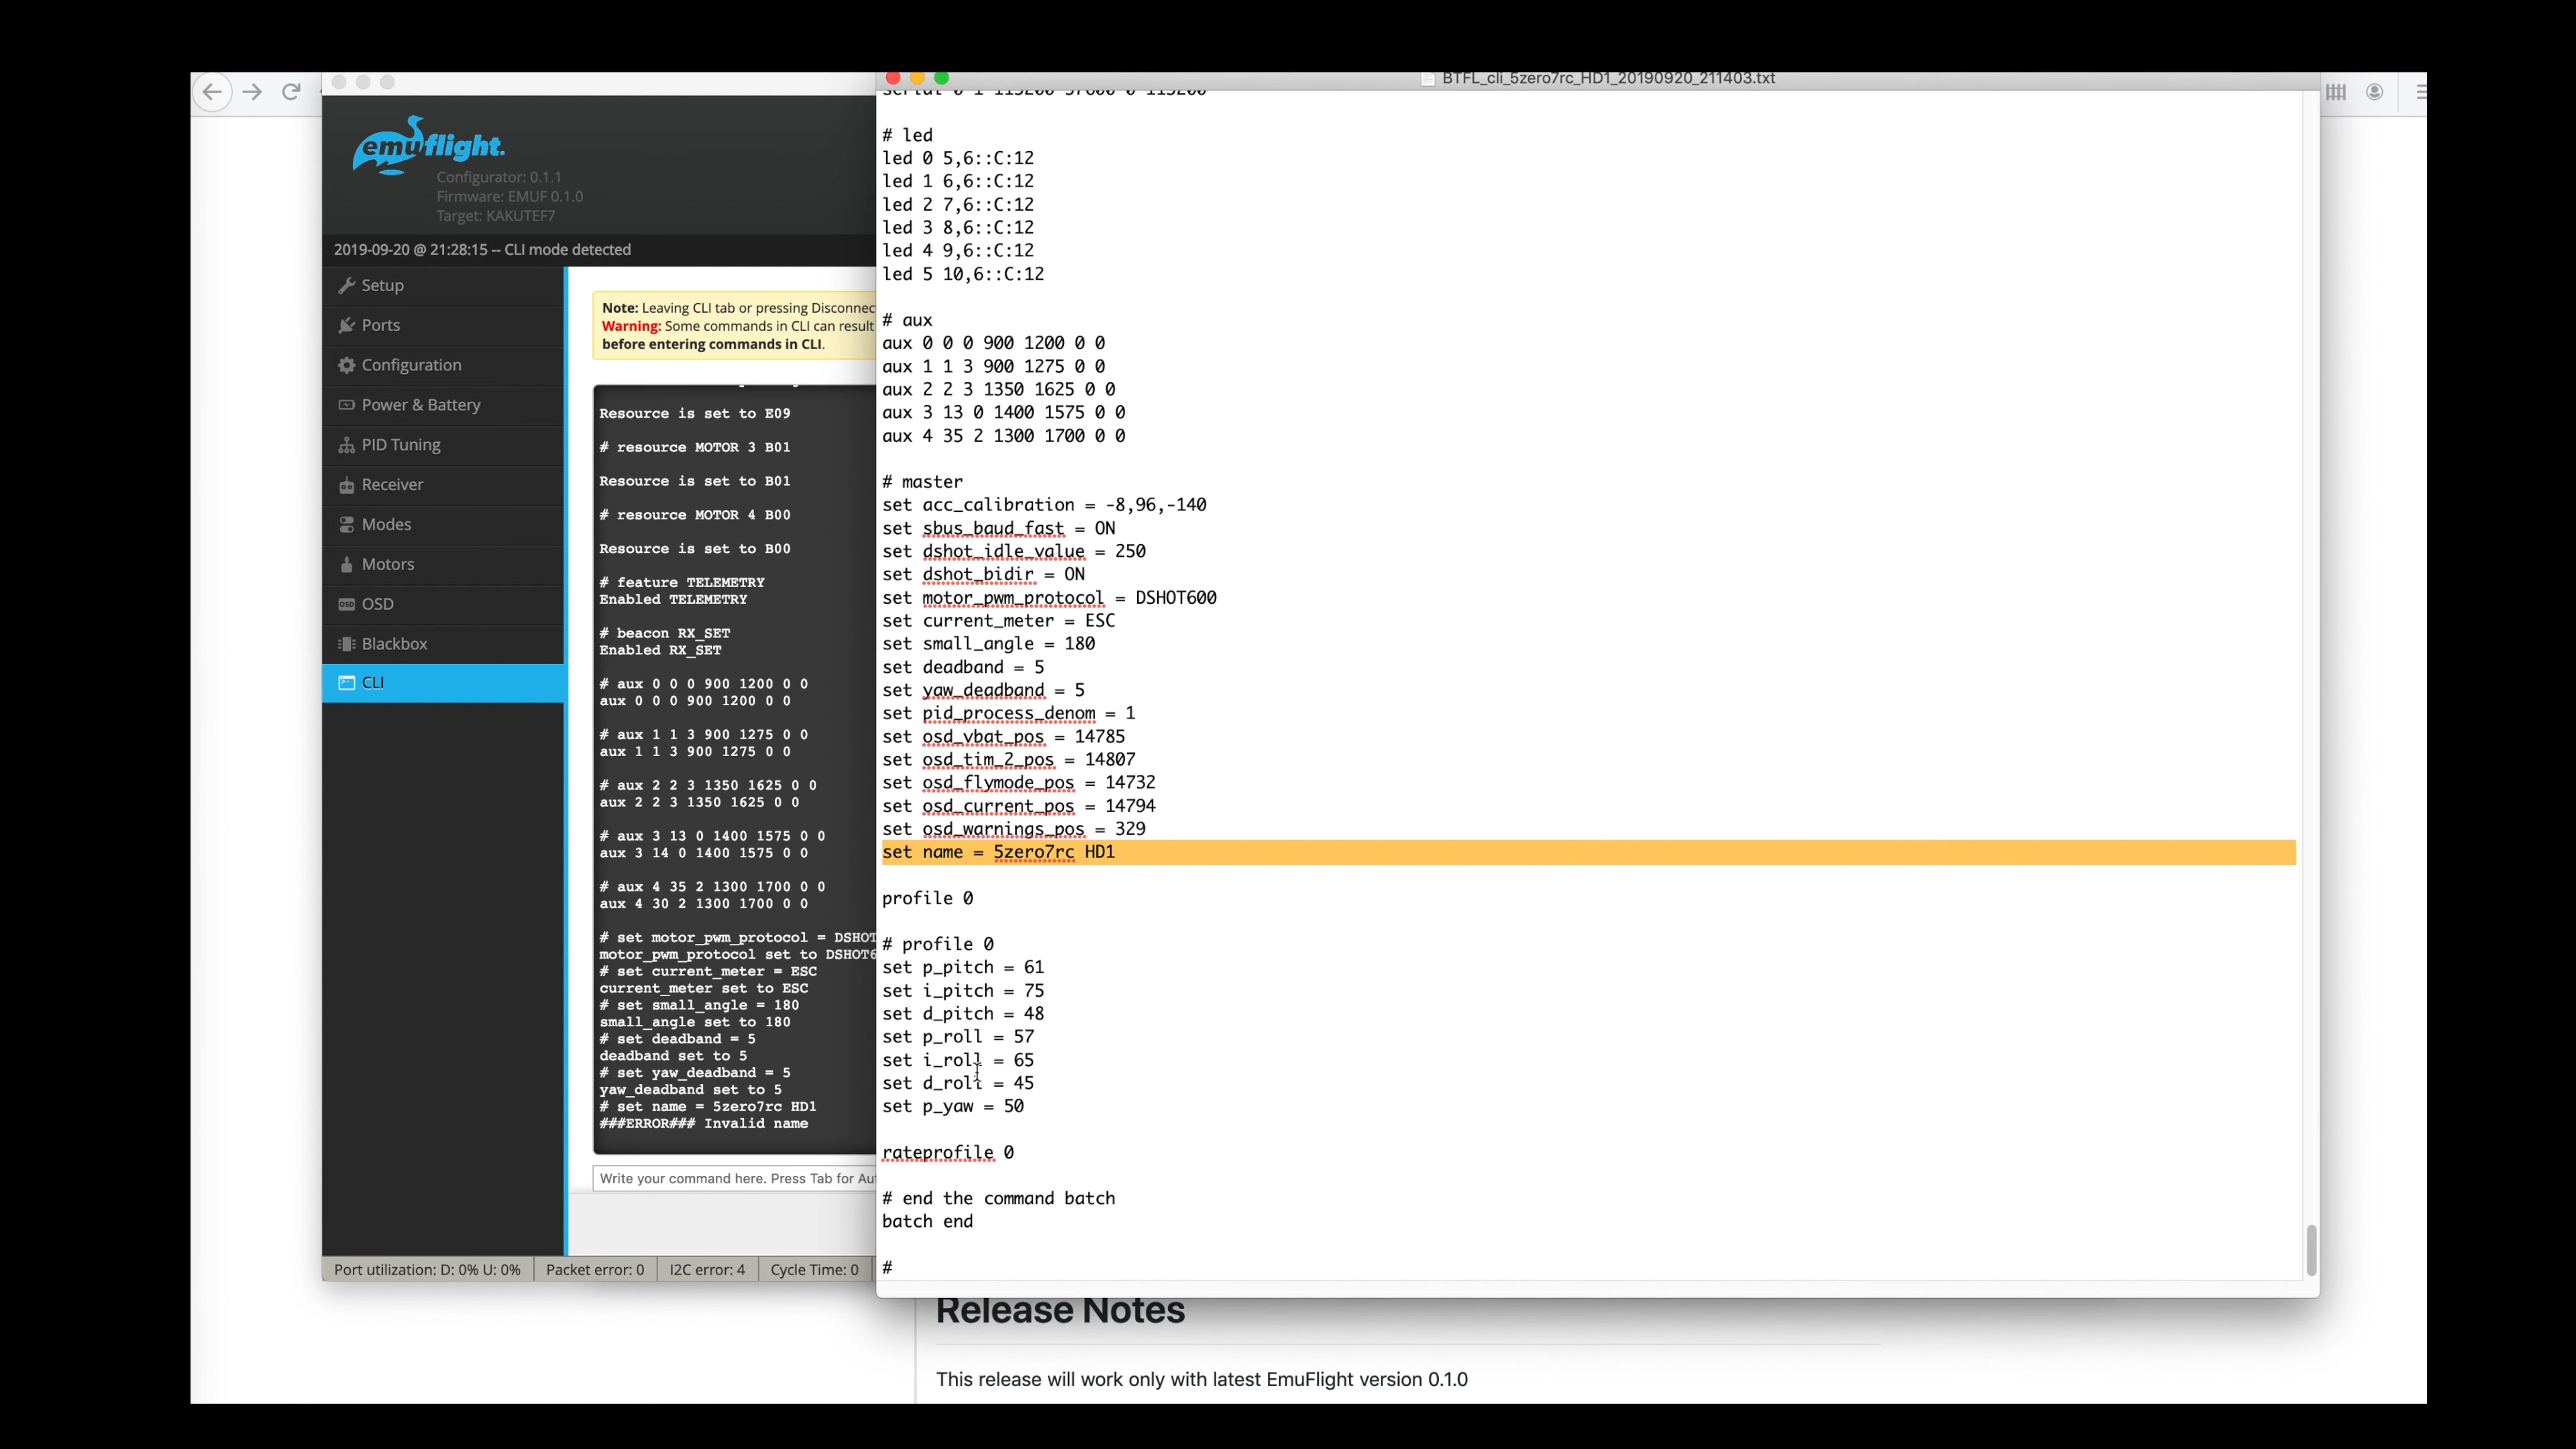 BTFL_cli_5zero7rc_HD1_20190920_211403.txt
emuflight.
Configurator: 0.1.1
Firmware: EMUF 0.1.0
Target: KAKUTEF7
2019-09-20 @ 21:28:15 -- CLI mode detected
Setup
Ports
Configuration
Power & Battery
PID Tuning
Receiver
Modes
Motors
OSD
Blackbox
CLI
Note: Leaving CLI tab or pressing Disconnec
Warning: Some commands in CLI can result
before entering commands in CLI.
Resource is set to E09
# resource MOTOR 3 B01
Resource is set to B01
# resource MOTOR 4 B00
Resource is set to B00
# feature TELEMETRY
Enabled TELEMETRY
# beacon RX_SET
Enabled RX_SET
# aux 0 0 0 900 1200 0 0
aux 0 0 0 900 1200 0 0
# aux 1 1 3 900 1275 0 0
aux 1 1 3 900 1275 0 0
# aux 2 2 3 1350 1625 0 0
aux 2 2 3 1350 1625 0 0
# aux 3 13 0 1400 1575 0 0
aux 3 14 0 1400 1575 0 0
# aux 4 35 2 1300 1700 0 0
aux 4 30 2 1300 1700 0 0
# set motor_pwm_protocol = DSHOT
motor_pwm_protocol set to DSHOT6
# set current_meter = ESC
current_meter set to ESC
# set small_angle = 180
small_angle set to 180
# set deadband = 5
deadband set to 5
# set yaw_deadband = 5
yaw_deadband set to 5
# set name = 5zero7rc HD1
###ERROR### Invalid name
Write your command here. Press Tab for Au
Port utilization: D: 0% U: 0%
Packet error: 0
I2C error: 4
Cycle Time: 0
serial 0 1 115200 57600 0 115200
# led
led 0 5,6::C:12
led 1 6,6::C:12
led 2 7,6::C:12
led 3 8,6::C:12
led 4 9,6::C:12
led 5 10,6::C:12
# aux
aux 0 0 0 900 1200 0 0
aux 1 1 3 900 1275 0 0
aux 2 2 3 1350 1625 0 0
aux 3 13 0 1400 1575 0 0
aux 4 35 2 1300 1700 0 0
# master
set acc_calibration = -8,96,-140
set sbus_baud_fast = ON
set dshot_idle_value = 250
set dshot_bidir = ON
set motor_pwm_protocol = DSHOT600
set current_meter = ESC
set small_angle = 180
set deadband = 5
set yaw_deadband = 5
set pid_process_denom = 1
set osd_vbat_pos = 14785
set osd_tim_2_pos = 14807
set osd_flymode_pos = 14732
set osd_current_pos = 14794
set osd_warnings_pos = 329
set name = 5zero7rc HD1
profile 0
# profile 0
set p_pitch = 61
set i_pitch = 75
set d_pitch = 48
set p_roll = 57
set i_roll = 65
set d_roll = 45
set p_yaw = 50
rateprofile 0
# end the command batch
batch end
#
Release Notes
This release will work only with latest EmuFlight version 0.1.0